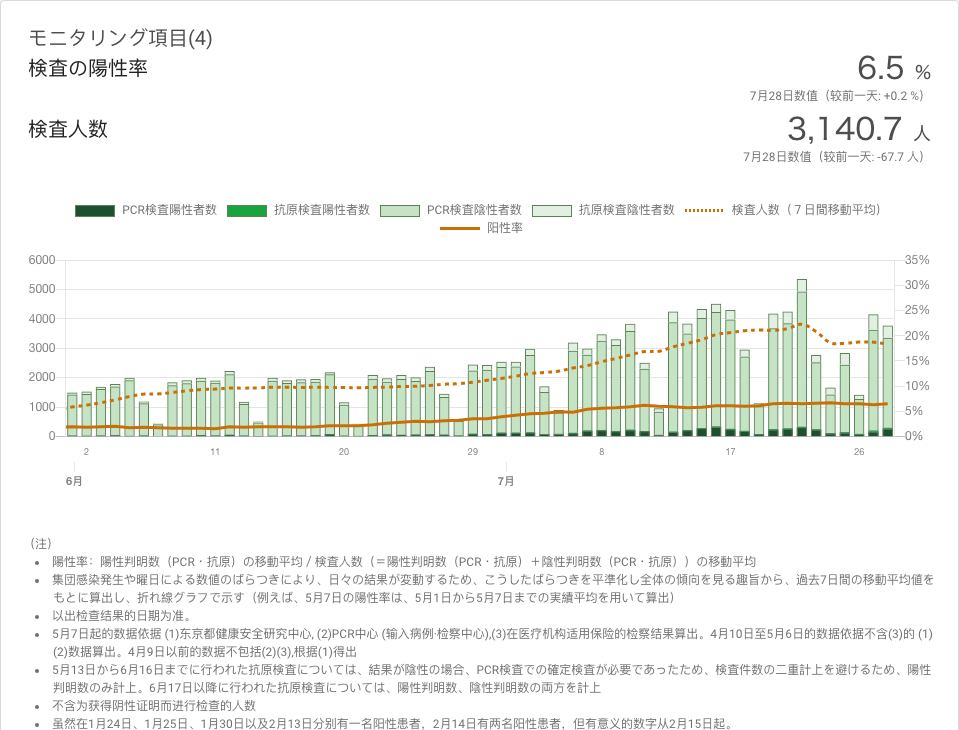 モニタリング項目(4)
検査の陽性率
6.5 %
7月28日数值（较前一天: +0.2 %）
検査人数
3,140.7 人
7月28日数值（较前一天: -67.7 人）
PCR検査陽性者数 抗原検査陽性者数 PCR検査陰性者数 抗原検査陰性者数 検査人数（７日間移動平均）
阳性率
6000 35%
5000 30%
4000 25%
3000 20%
2000 15%
1000 10%
0 5%
0%
2 11 20 29 8 17 26
6月 7月
（注）
陽性率：陽性判明数（PCR・抗原）の移動平均 / 検査人数（＝陽性判明数（PCR・抗原）＋陰性判明数（PCR・抗原））の移動平均
集団感染発生や曜日による数値のばらつきにより、日々の結果が変動するため、こうしたばらつきを平準化し全体の傾向を見る趣旨から、過去7日間の移動平均値を
もとに算出し、折れ線グラフで示す（例えば、5月7日の陽性率は、5月1日から5月7日までの実績平均を用いて算出）
以出检查结果的日期为准。
5月7日起的数据依据 (1)东京都健康安全研究中心, (2)PCR中心 (输入病例·检察中心),(3)在医疗机构适用保险的检察结果算出。4月10日至5月6日的数据依据不含(3)的 (1)
(2)数据算出。4月9日以前的数据不包括(2)(3),根据(1)得出
5月13日から6月16日までに行われた抗原検査については、結果が陰性の場合、PCR検査での確定検査が必要であったため、検査件数の二重計上を避けるため、陽性
判明数のみ計上。6月17日以降に行われた抗原検査については、陽性判明数、陰性判明数の両方を計上
不含为获得阴性证明而进行检查的人数
虽然在1月24日、1月25日、1月30日以及2月13日分别有一名阳性患者，2月14日有两名阳性患者，但有意义的数字从2月15日起。